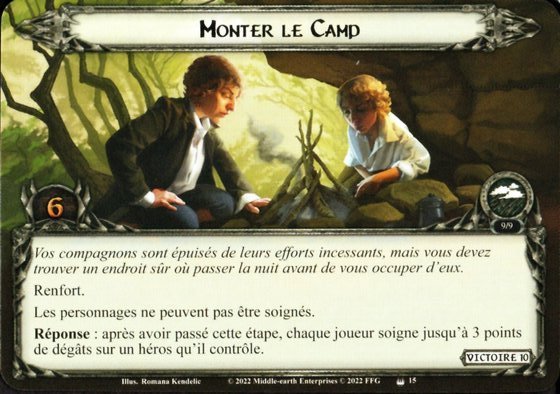 Monter le Camp
6
9/9
Vos compagnons sont épuisés de leurs efforts incessants, mais vous devez
trouver un endroit sûr où passer la nuit avant de vous occuper d'eux.
Renfort.
Les personnages ne peuvent pas être soignés.
Réponse : après avoir passé cette étape, chaque joueur soigne jusqu'à 3 points
de dégâts sur un héros qu'il contrôle.
Victoire 10
Illus. Romana Kendelic © 2022 Middle-earth Enterprises © 2022 FFG 15